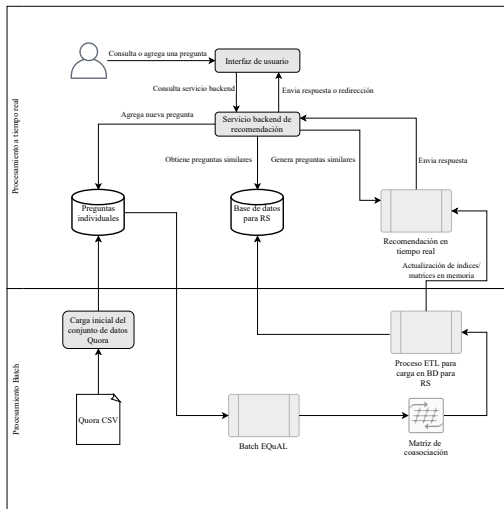 Procesamiento a tiempo real
Consulta o agrega una pregunta
Interfaz de usuario
Consulta servicio backend
Envia respuesta o redirección
Agrega nueva pregunta
Servicio backend de
recomendación
Obtiene preguntas similares
Genera preguntas similares
Envia respuesta
Preguntas
individuales
Base de datos
para RS
Recomendación en
tiempo real
Actualización de indices/
matrices en memoria
Procesamiento Batch
Carga inicial del
conjunto de datos
Quora
Proceso ETL para
carga en BD para
RS
Quora CSV
Batch EQuAL
Matriz de
coasociación